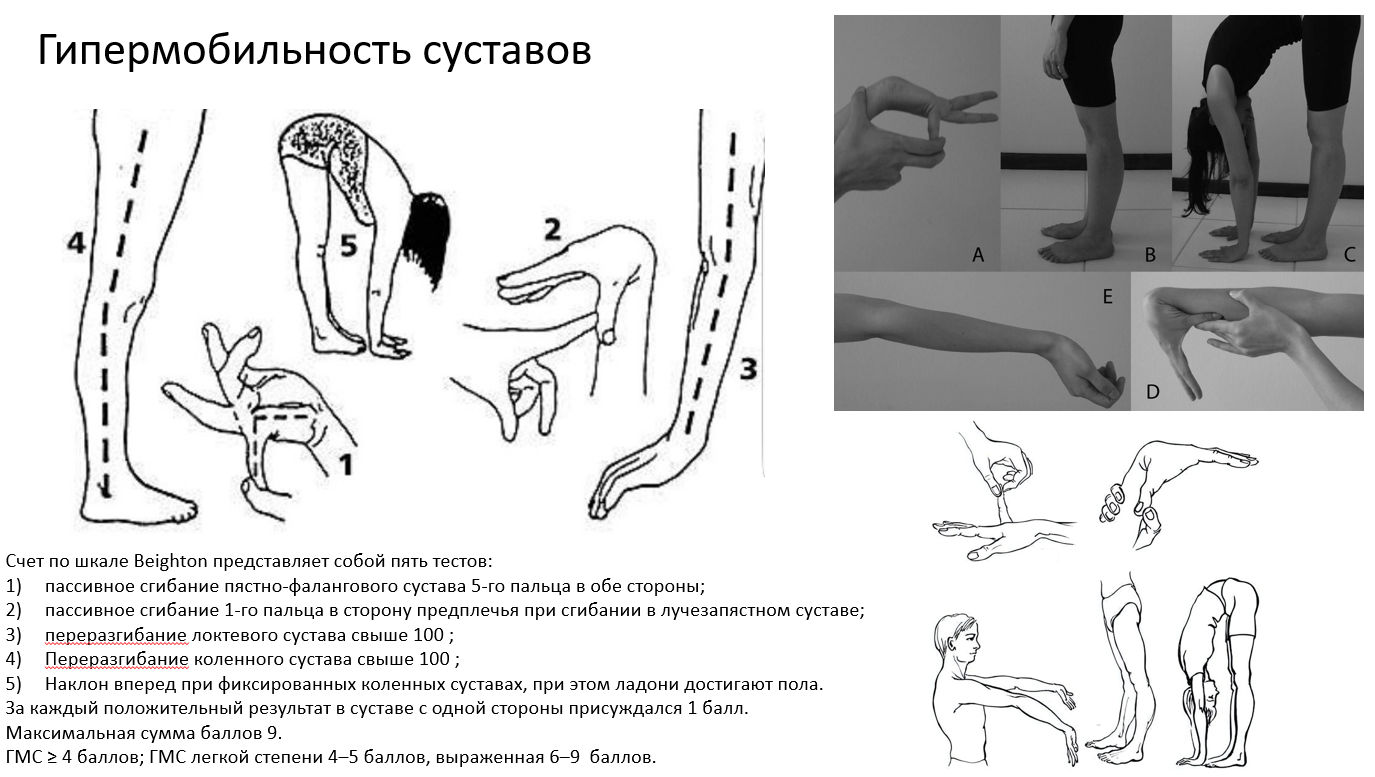 Гипермобильность суставов
4
5
2
3
1
A
B
C
E
D
Счет по шкале Beighton представляет собой пять тестов:
1) пассивное сгибание пястно-фалангового сустава 5-го пальца в обе стороны;
2) пассивное сгибание 1-го пальца в сторону предплечья при сгибании в лучезапястном суставе;
3) переразгибание локтевого сустава свыше 100 ;
4) Переразгибание коленного сустава свыше 100 ;
5) Наклон вперед при фиксированных коленных суставах, при этом ладони достигают пола.
За каждый положительный результат в суставе с одной стороны присуждался 1 балл.
Максимальная сумма баллов 9.
ГМС ≥ 4 баллов; ГМС легкой степени 4–5 баллов, выраженная 6–9 баллов.